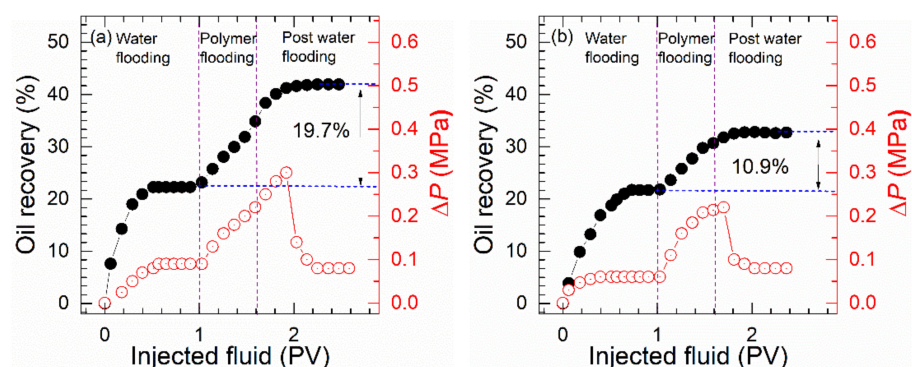 (a) Water flooding
Polymer flooding
Post water flooding
19.7%
50
40
30
20
10
0
Oil recovery (%)
0.6
0.5
0.4
0.3
0.2
0.1
0.0
ΔP (MPa)
0 1 2
Injected fluid (PV)
(b) Water flooding
Polymer flooding
Post water flooding
10.9%
50
40
30
20
10
0
Oil recovery (%)
0.6
0.5
0.4
0.3
0.2
0.1
0.0
ΔP (MPa)
0 1 2
Injected fluid (PV)